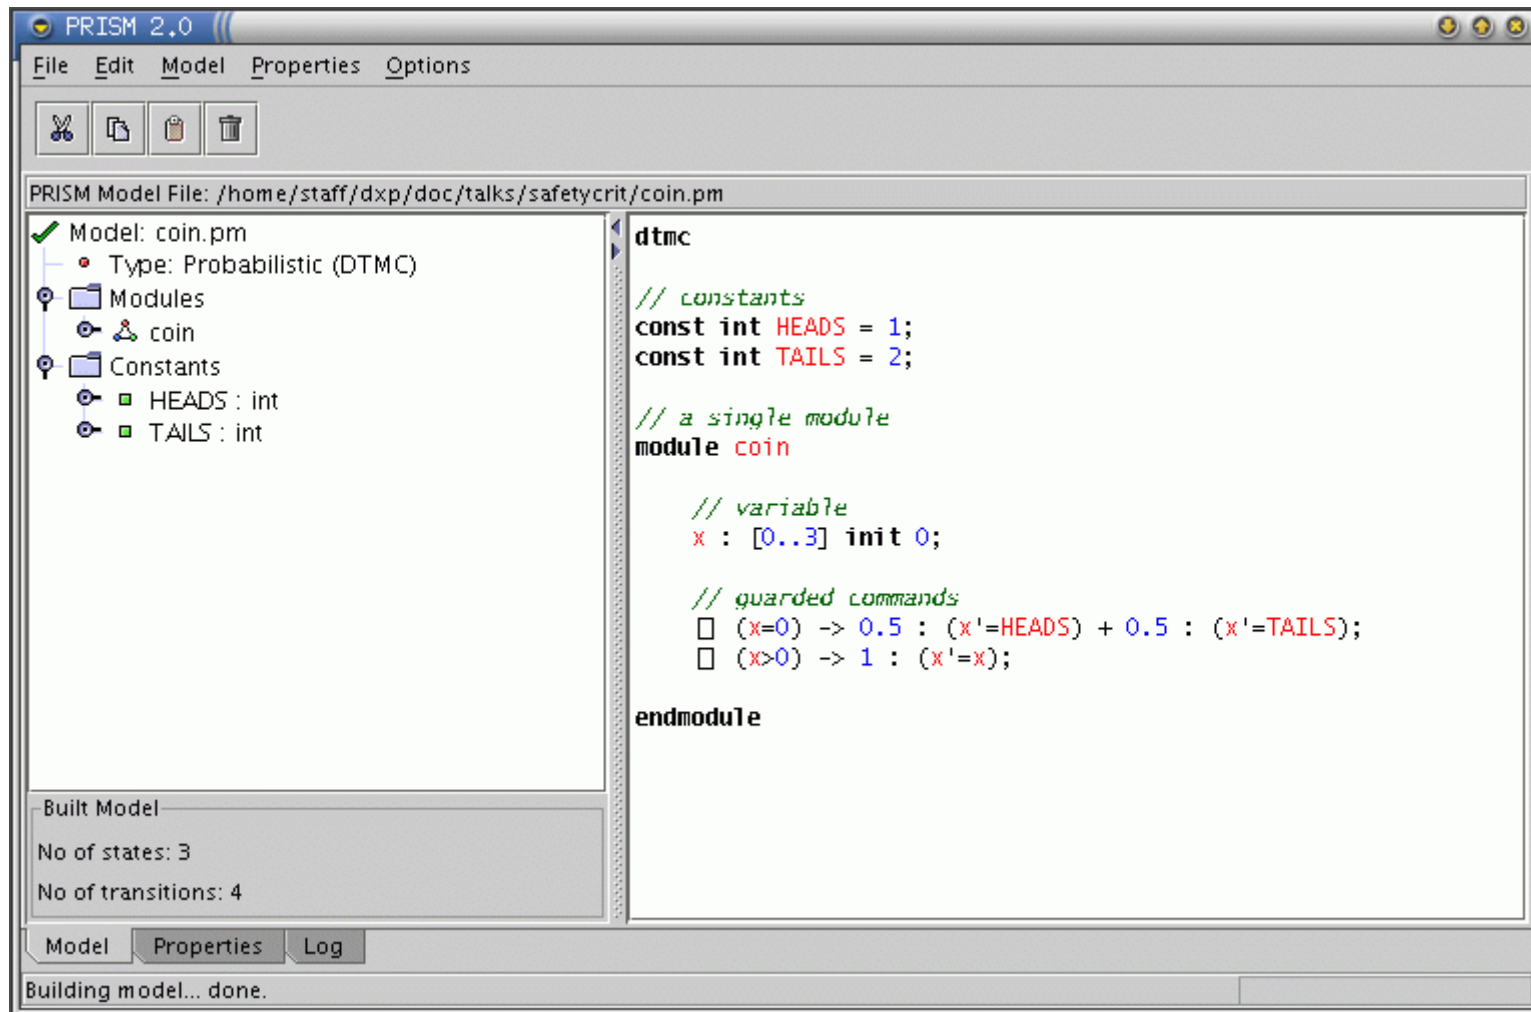 PRISM 2.0
File Edit Model Properties Options
PRISM Model File: /home/staff/dxp/doc/talks/safetycrit/coin.pm
Model: coin.pm
Type: Probabilistic (DTMC)
Modules
coin
Constants
HEADS : int
TAILS : int
Built Model
No of states: 3
No of transitions: 4
dtmc
// constants
const int HEADS = 1;
const int TAILS = 2;
// a single module
module coin
// variable
x : [0..3] init 0;
// guarded commands
[] (x=0) -> 0.5 : (x'=HEADS) + 0.5 : (x'=TAILS);
[] (x>0) -> 1 : (x'=x);
endmodule
Model Properties Log
Building model... done.